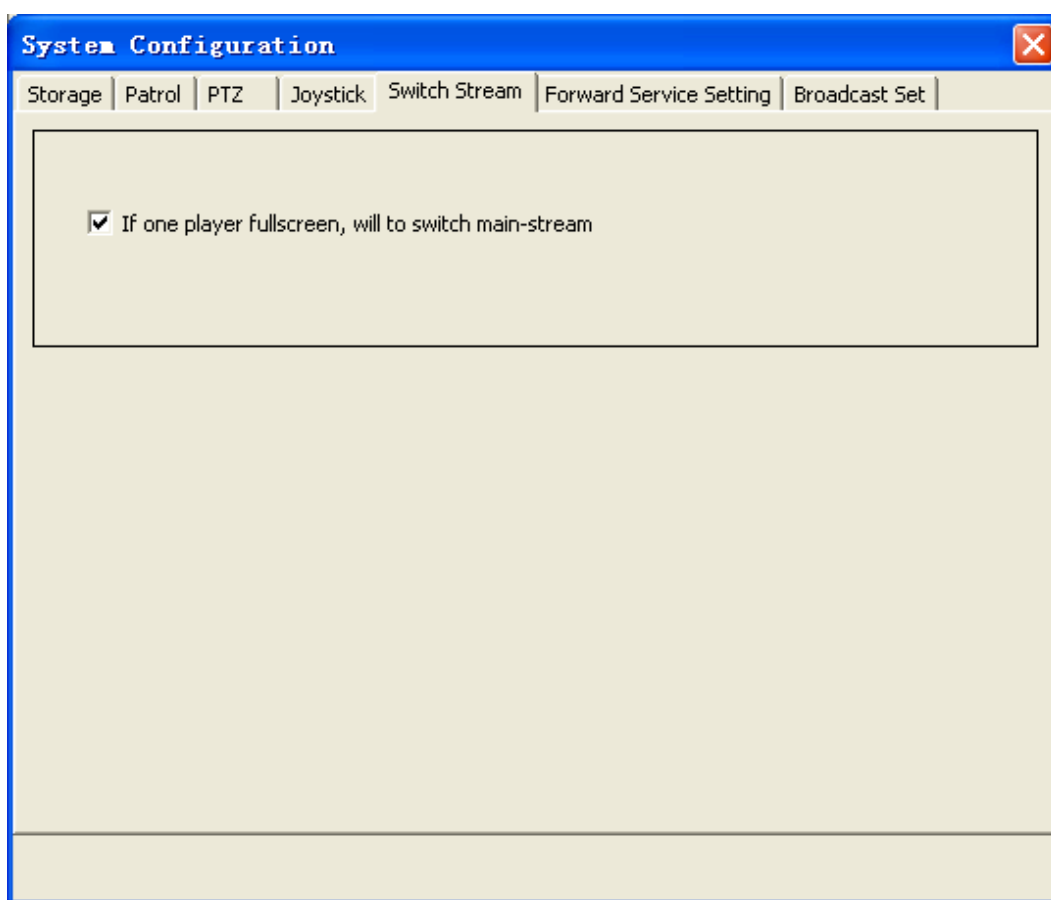 System Configuration
Storage Patrol PTZ Joystick Switch Stream Forward Service Setting Broadcast Set
If one player fullscreen, will to switch main-stream